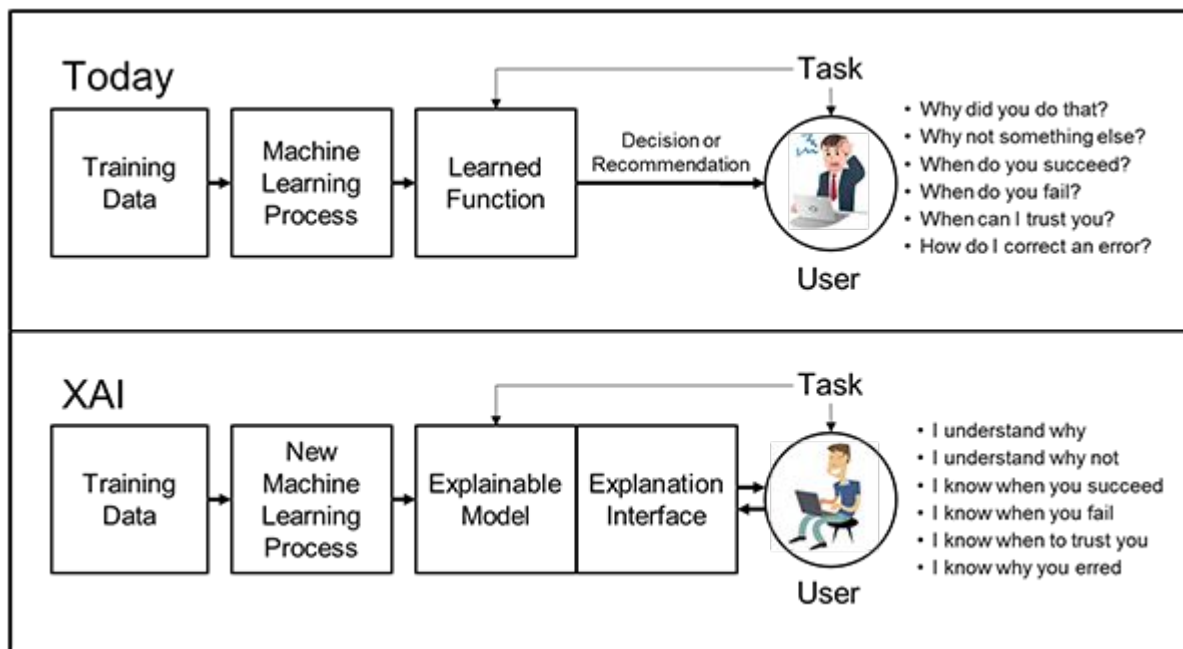 Today
Task
Training
Data
Machine
Learning
Process
Learned
Function
Decision or
Recommendation
User
• Why did you do that?
• Why not something else?
• When do you succeed?
• When do you fail?
• When can I trust you?
• How do I correct an error?
XAI
Task
Training
Data
New
Machine
Learning
Process
Explainable
Model
Explanation
Interface
User
• I understand why
• I understand why not
• I know when you succeed
• I know when you fail
• I know when to trust you
• I know why you erred